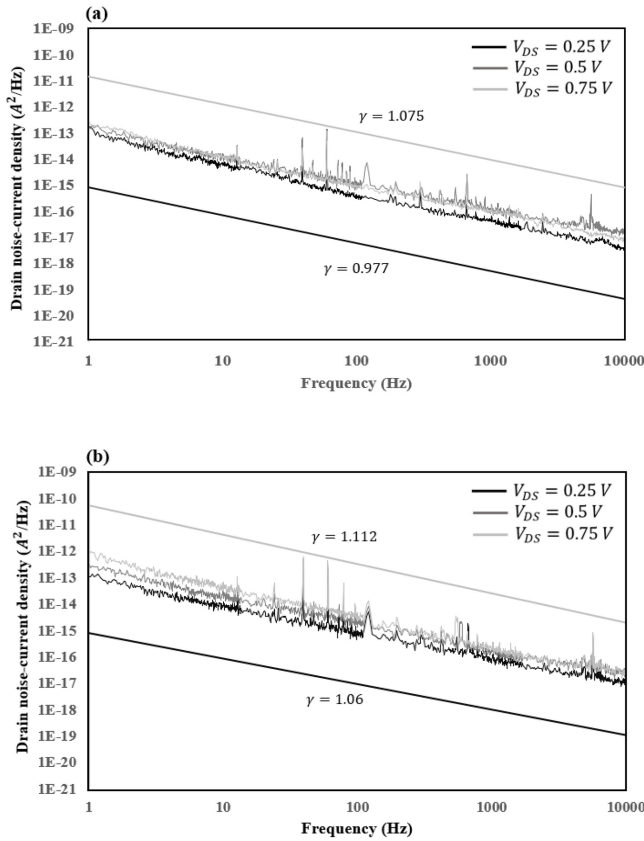 (a)
1E-09
1E-10
1E-11
1E-12
1E-13
1E-14
1E-15
1E-16
1E-17
1E-18
1E-19
1E-20
1E-21
Drain noise-current density (A²/Hz)
V_DS = 0.25 V
V_DS = 0.5 V
V_DS = 0.75 V
γ = 1.075
γ = 0.977
1 10 100 1000 10000
Frequency (Hz)
(b)
1E-09
1E-10
1E-11
1E-12
1E-13
1E-14
1E-15
1E-16
1E-17
1E-18
1E-19
1E-20
1E-21
Drain noise-current density (A²/Hz)
V_DS = 0.25 V
V_DS = 0.5 V
V_DS = 0.75 V
γ = 1.112
γ = 1.06
1 10 100 1000 10000
Frequency (Hz)